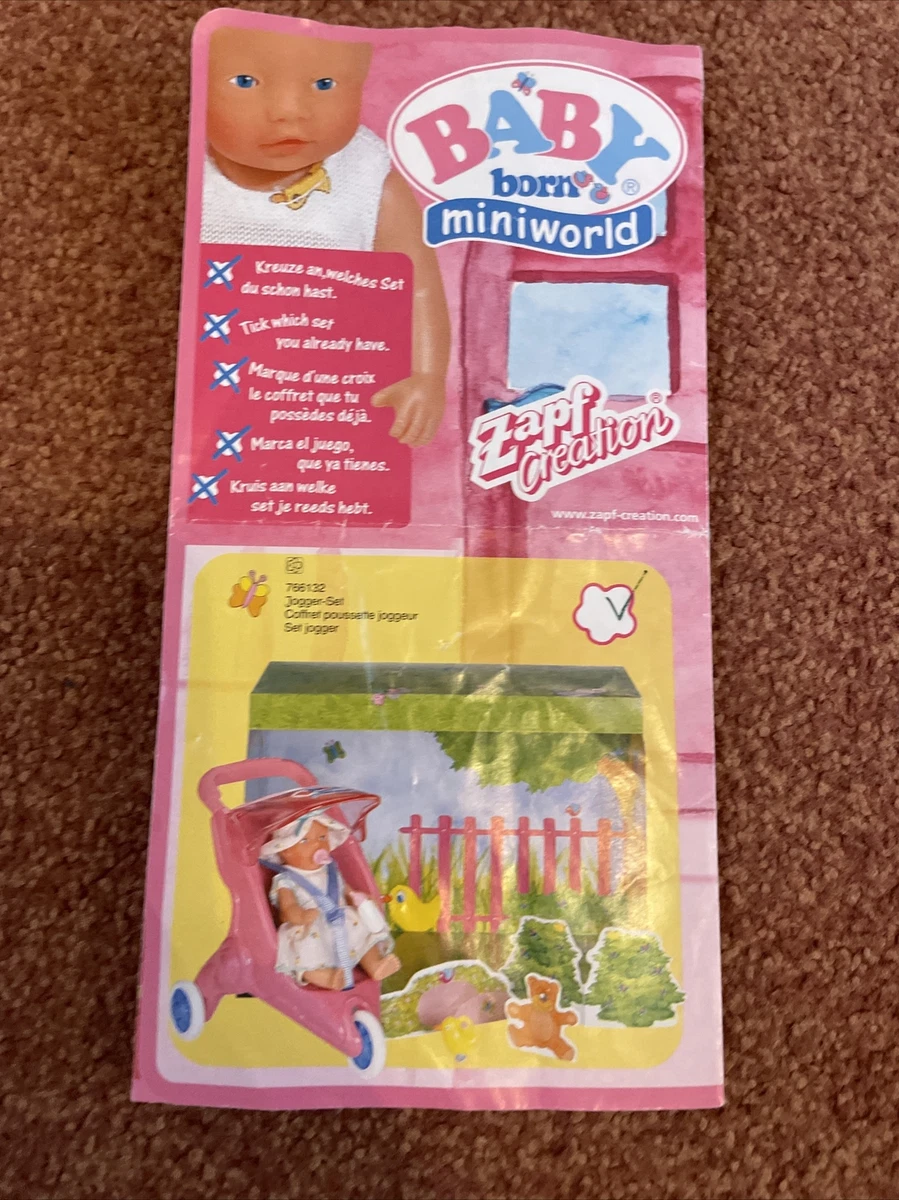 BABY
born®
miniworld
Kreuze an, welches Set
du schon hast.
Tick which set
you already have.
Marque d'une croix
le coffret que tu
possèdes déjà.
Marca el juego,
que ya tienes.
Kruis aan welke
set je reeds hebt.
Zapf
Creation®
www.zapf-creation.com
766132
Jogger-Set
Coffret poussette joggeur
Set jogger